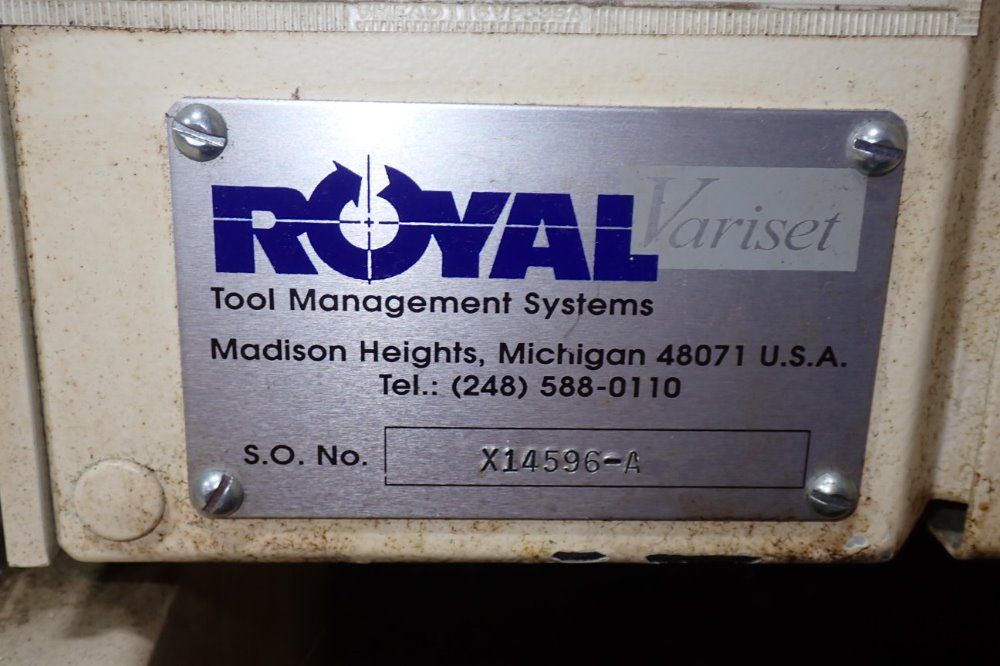 ROYAL Variset
Tool Management Systems
Madison Heights, Michigan 48071 U.S.A.
Tel.: (248) 588-0110
S.O. No. X14596-A